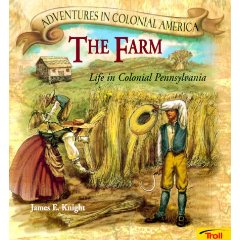 ADVENTURES IN COLONIAL AMERICA
THE FARM
Life in Colonial Pennsylvania
James E. Knight
Troll